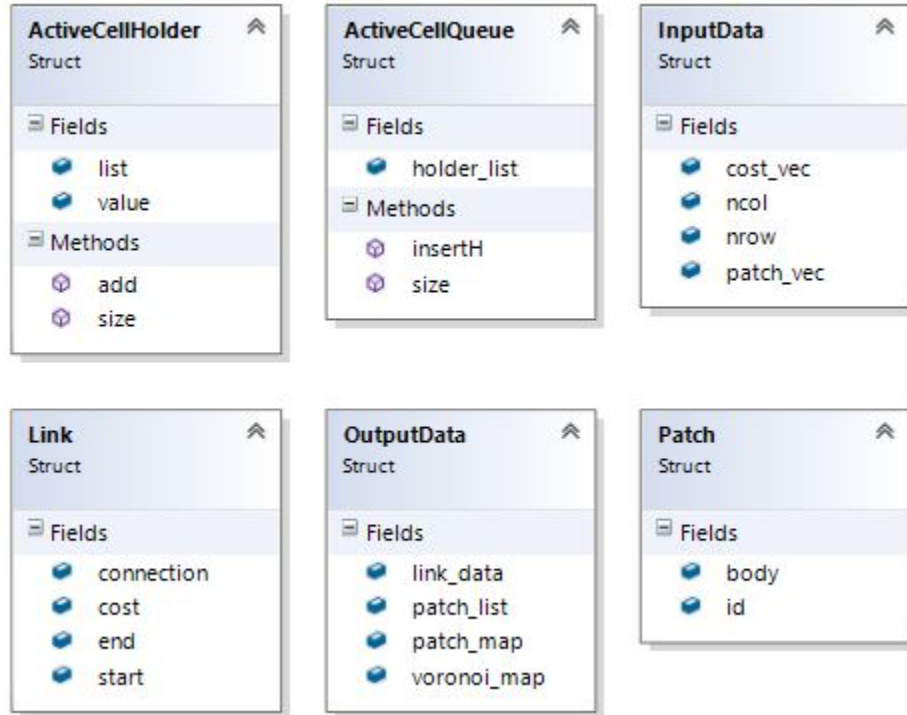 ActiveCellHolder
Struct
Fields
list
value
Methods
add
size
ActiveCellQueue
Struct
Fields
holder_list
Methods
insertH
size
InputData
Struct
Fields
cost_vec
ncol
nrow
patch_vec
Link
Struct
Fields
connection
cost
end
start
OutputData
Struct
Fields
link_data
patch_list
patch_map
voronoi_map
Patch
Struct
Fields
body
id